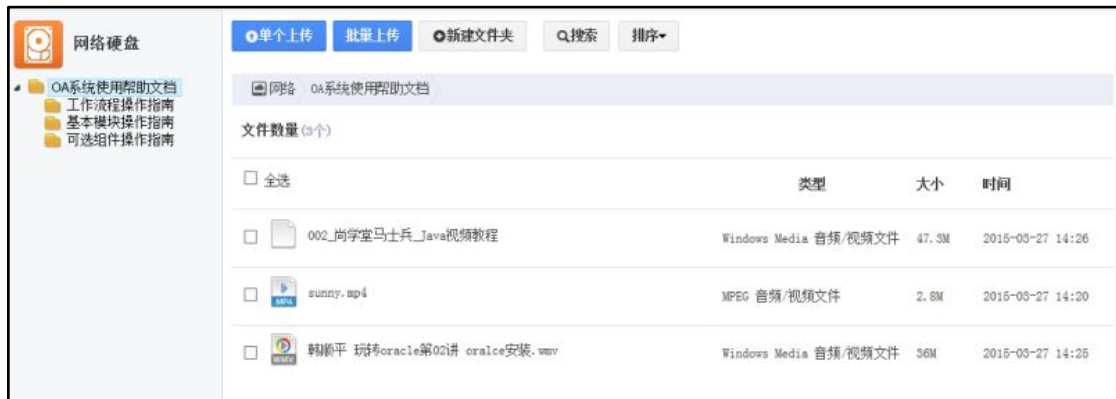 网络硬盘
单个上传 批量上传 新建文件夹 搜索 排序
OA系统使用帮助文档
工作流程操作指南
基本模块操作指南
可选组件操作指南
网络 OA系统使用帮助文档
文件数量(3个)
全选 类型 大小 时间
002_尚学堂马士兵_Java视频教程 Windows Media 音频/视频文件 47.3M 2015-03-27 14:26
MPA
sunny.mp4 MPEG 音频/视频文件 2.8M 2015-03-27 14:20
WMV
韩顺平 玩转oracle第02讲 oralce安装.wmv Windows Media 音频/视频文件 36M 2015-03-27 14:25